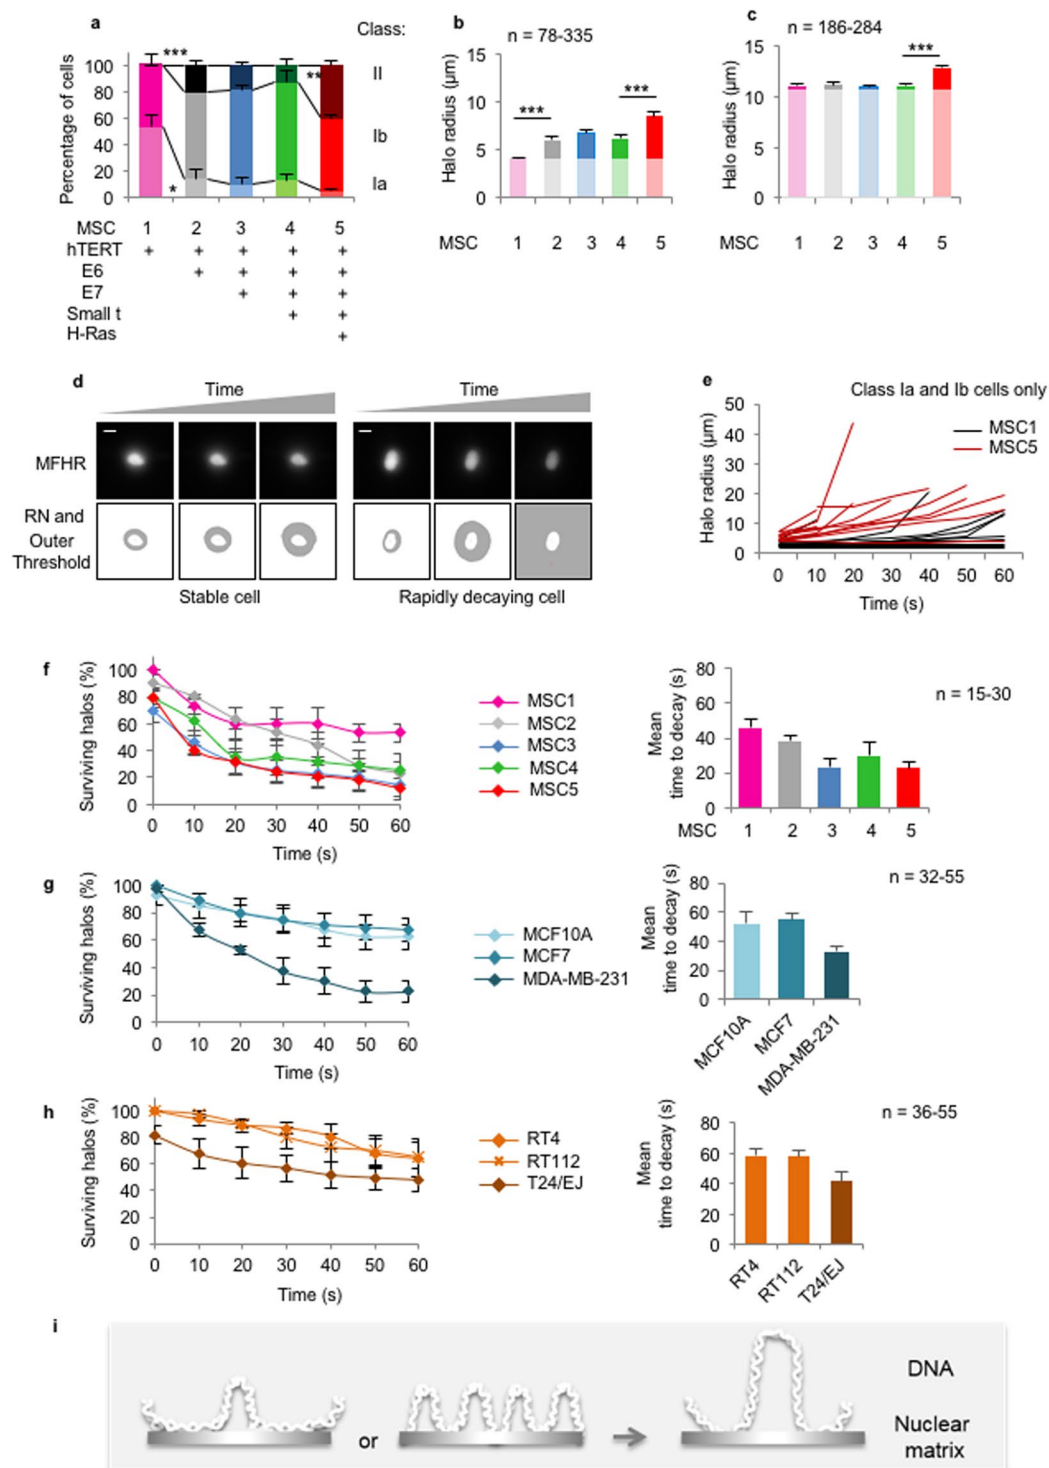 a
Class:
Percentage of cells
100
80
60
40
20
0
***
*
**
II
Ib
Ia
MSC 1 2 3 4 5
hTERT + + + + +
E6 + + + +
E7 + + +
Small t + +
H-Ras +
b
n = 78-335
Halo radius (µm)
15
10
5
0
***
***
MSC 1 2 3 4 5
c
n = 186-284
Halo radius (µm)
15
10
5
0
***
MSC 1 2 3 4 5
d
Time
Time
MFHR
RN and
Outer
Threshold
Stable cell
Rapidly decaying cell
e
Class Ia and Ib cells only
Halo radius (µm)
50
40
30
20
10
0
MSC1
MSC5
0 10 20 30 40 50 60
Time (s)
f
Surviving halos (%)
100
80
60
40
20
0
0 10 20 30 40 50 60
Time (s)
MSC1
MSC2
MSC3
MSC4
MSC5
Mean
time to decay (s)
80
60
40
20
0
n = 15-30
MSC 1 2 3 4 5
g
Surviving halos (%)
100
80
60
40
20
0
0 10 20 30 40 50 60
Time (s)
MCF10A
MCF7
MDA-MB-231
Mean
time to decay (s)
80
60
40
20
0
n = 32-55
MCF10A
MCF7
MDA-MB-231
h
Surviving halos (%)
100
80
60
40
20
0
0 10 20 30 40 50 60
Time (s)
RT4
RT112
T24/EJ
Mean
time to decay (s)
80
60
40
20
0
n = 36-55
RT4
RT112
T24/EJ
i
or
DNA
Nuclear
matrix